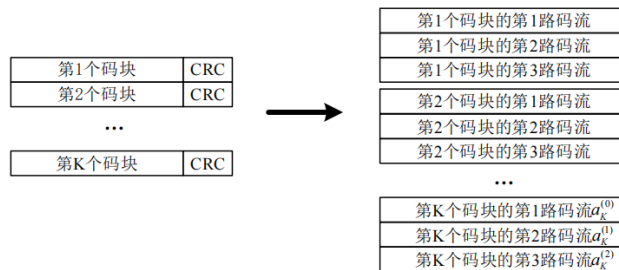 第1个码块 CRC
第2个码块 CRC
...
第K个码块 CRC
第1个码块的第1路码流
第1个码块的第2路码流
第1个码块的第3路码流
第2个码块的第1路码流
第2个码块的第2路码流
第2个码块的第3路码流
...
第K个码块的第1路码流a_K^(0)
第K个码块的第2路码流a_K^(1)
第K个码块的第3路码流a_K^(2)